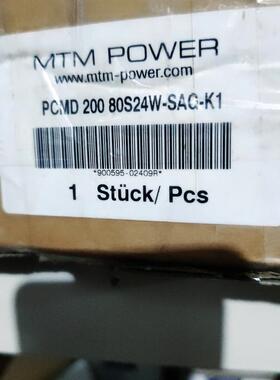 MTM POWER
www.mtm-power.com
PCMD 200 80S24W-SAC-K1
*900595-02409R*
1 Stück/ Pcs